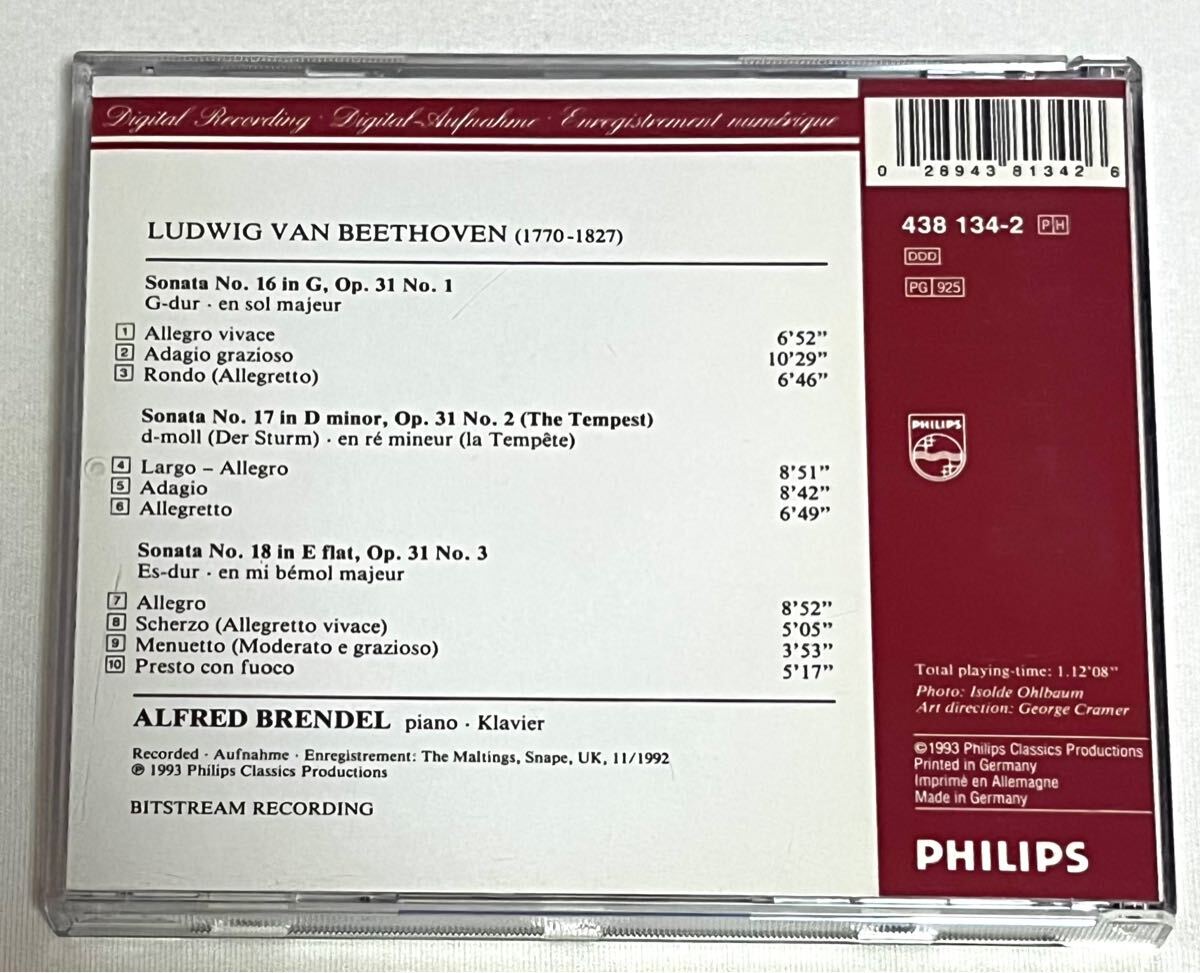 Digital Recording · Digital-Aufnahme · Enregistrement numérique
LUDWIG VAN BEETHOVEN (1770-1827)
Sonata No. 16 in G, Op. 31 No. 1
G-dur · en sol majeur
1 Allegro vivace 6'52”
2 Adagio grazioso 10'29”
3 Rondo (Allegretto) 6'46”
Sonata No. 17 in D minor, Op. 31 No. 2 (The Tempest)
d-moll (Der Sturm) · en ré mineur (la Tempête)
4 Largo – Allegro 8'51”
5 Adagio 8'42”
6 Allegretto 6'49”
Sonata No. 18 in E flat, Op. 31 No. 3
Es-dur · en mi bémol majeur
7 Allegro 8'52”
8 Scherzo (Allegretto vivace) 5'05”
9 Menuetto (Moderato e grazioso) 3'53”
10 Presto con fuoco 5'17”
ALFRED BRENDEL piano · Klavier
Recorded · Aufnahme · Enregistrement: The Maltings, Snape, UK, 11/1992
℗ 1993 Philips Classics Productions
BITSTREAM RECORDING
0 28943 81342 6
438 134-2 PH
DDD
PG 925
PHILIPS
Total playing-time: 1.12'08”
Photo: Isolde Ohlbaum
Art direction: George Cramer
©1993 Philips Classics Productions
Printed in Germany
Imprimé en Allemagne
Made in Germany
PHILIPS